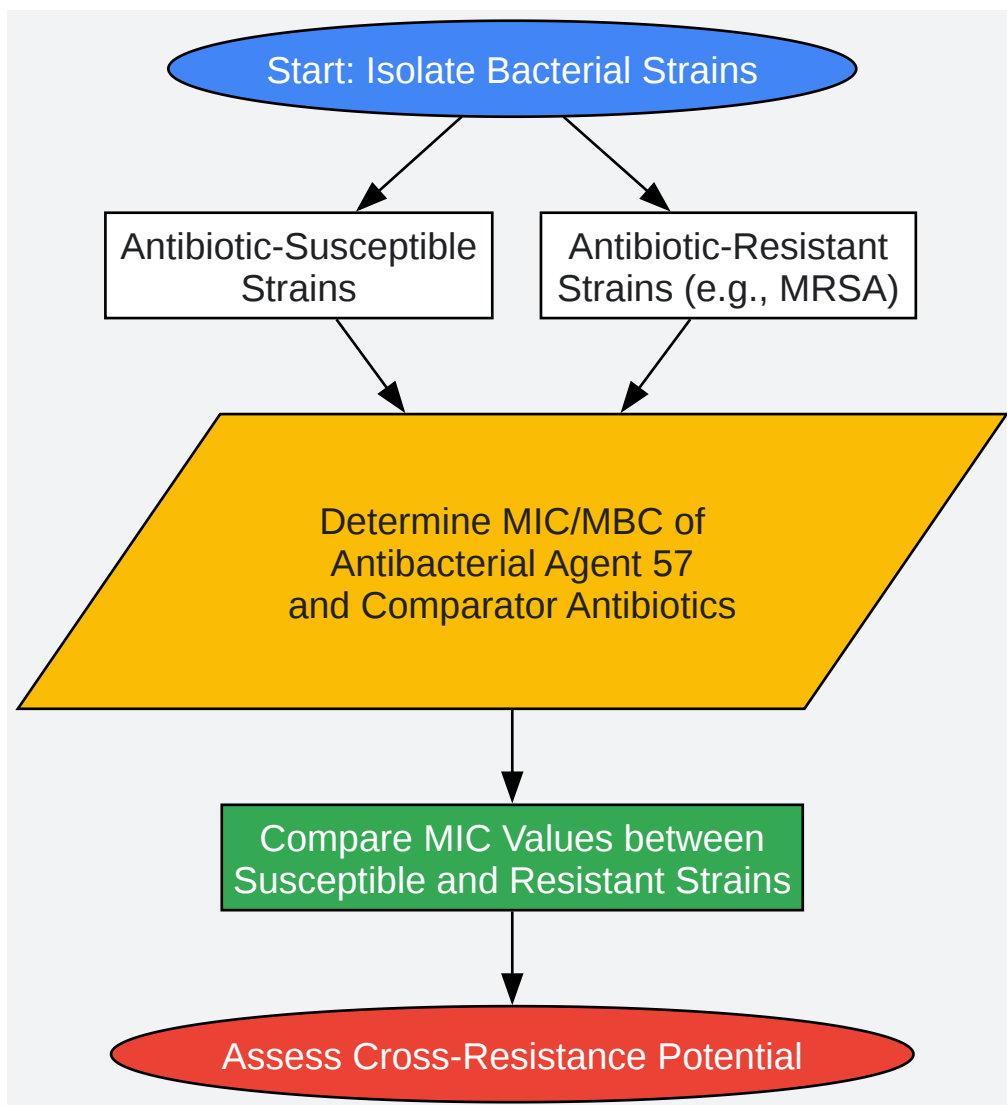 Start: Isolate Bacterial Strains
Antibiotic-Susceptible
Strains
Antibiotic-Resistant
Strains (e.g., MRSA)
Determine MIC/MBC of
Antibacterial Agent 57
and Comparator Antibiotics
Compare MIC Values between
Susceptible and Resistant Strains
Assess Cross-Resistance Potential